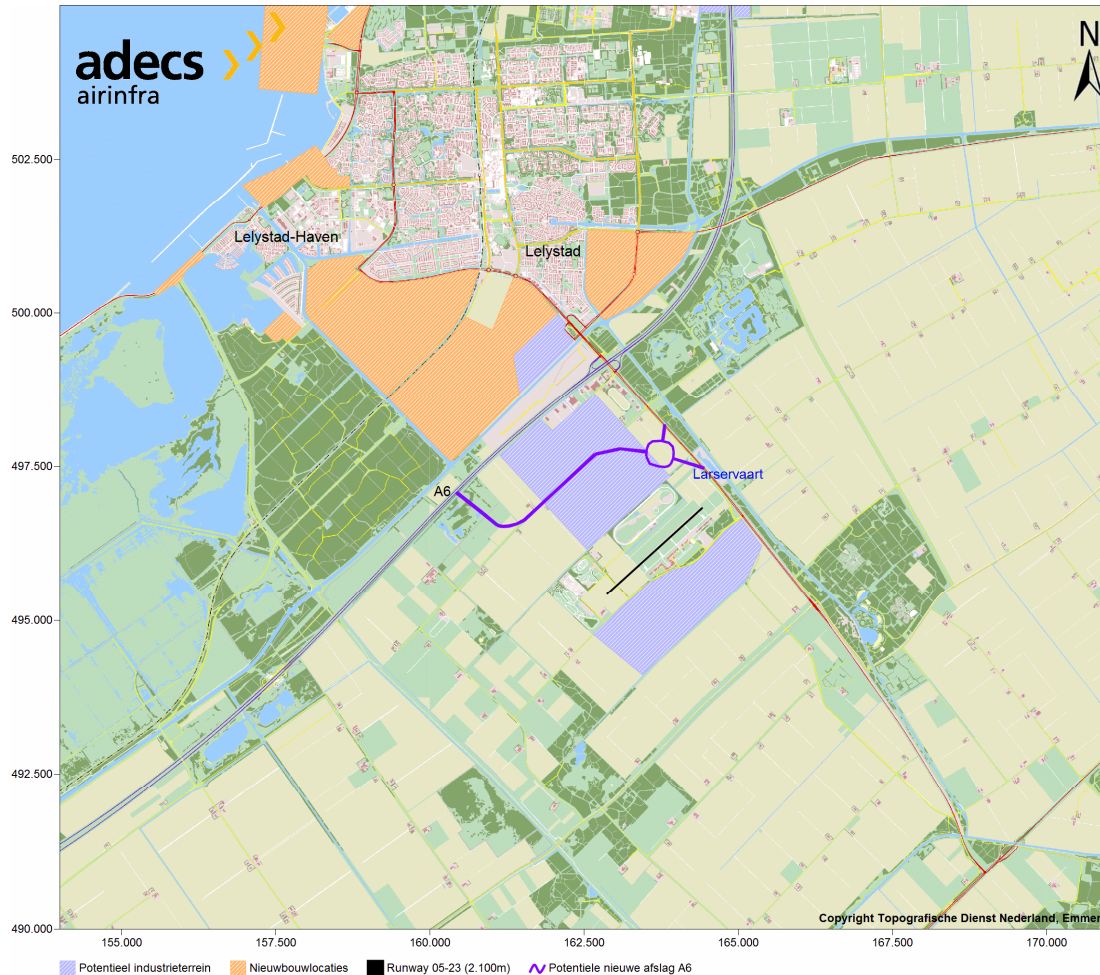 adecs
airinfra
N
502.500
Lelystad-Haven
Lelystad
500.000
497.500
A6
Larservaart
495.000
492.500
490.000
Copyright Topografische Dienst Nederland, Emmen
155.000
157.500
160.000
162.500
165.000
167.500
170.000
Potentieel industrieterrein
Nieuwbouwlocaties
Runway 05-23 (2.100m)
Potentiele nieuwe afslag A6